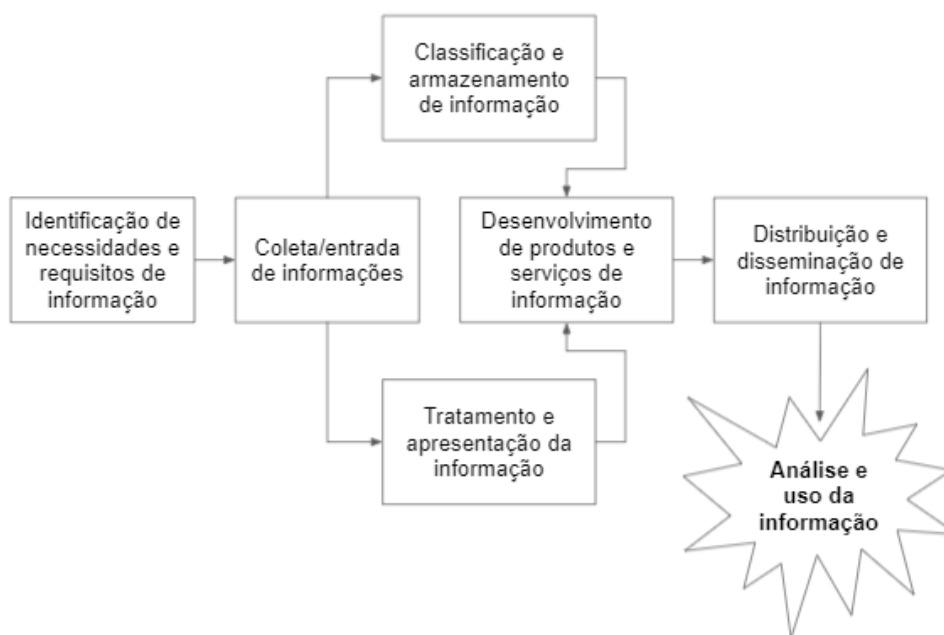 Classificação e
armazenamento
de informação
Identificação de
necessidades e
requisitos de
informação
Coleta/entrada
de informações
Desenvolvimento
de produtos e
serviços de
informação
Distribuição e
disseminação de
informação
Tratamento e
apresentação da
informação
Análise e
uso da
informação